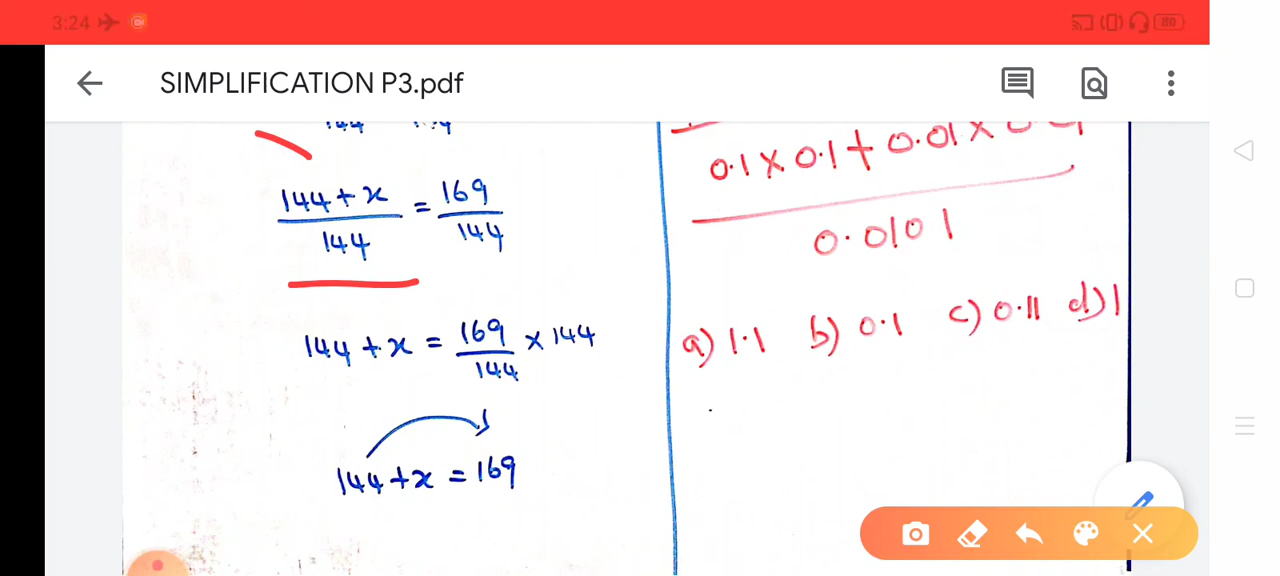 3:24
80
SIMPLIFICATION P3.pdf
144 + x / 144 = 169 / 144
144 + x = 169 / 144 × 144
144 + x = 169
0.1 × 0.1 + 0.01 ×
0.0101
a) 1.1 b) 0.1 c) 0.11 d) 1